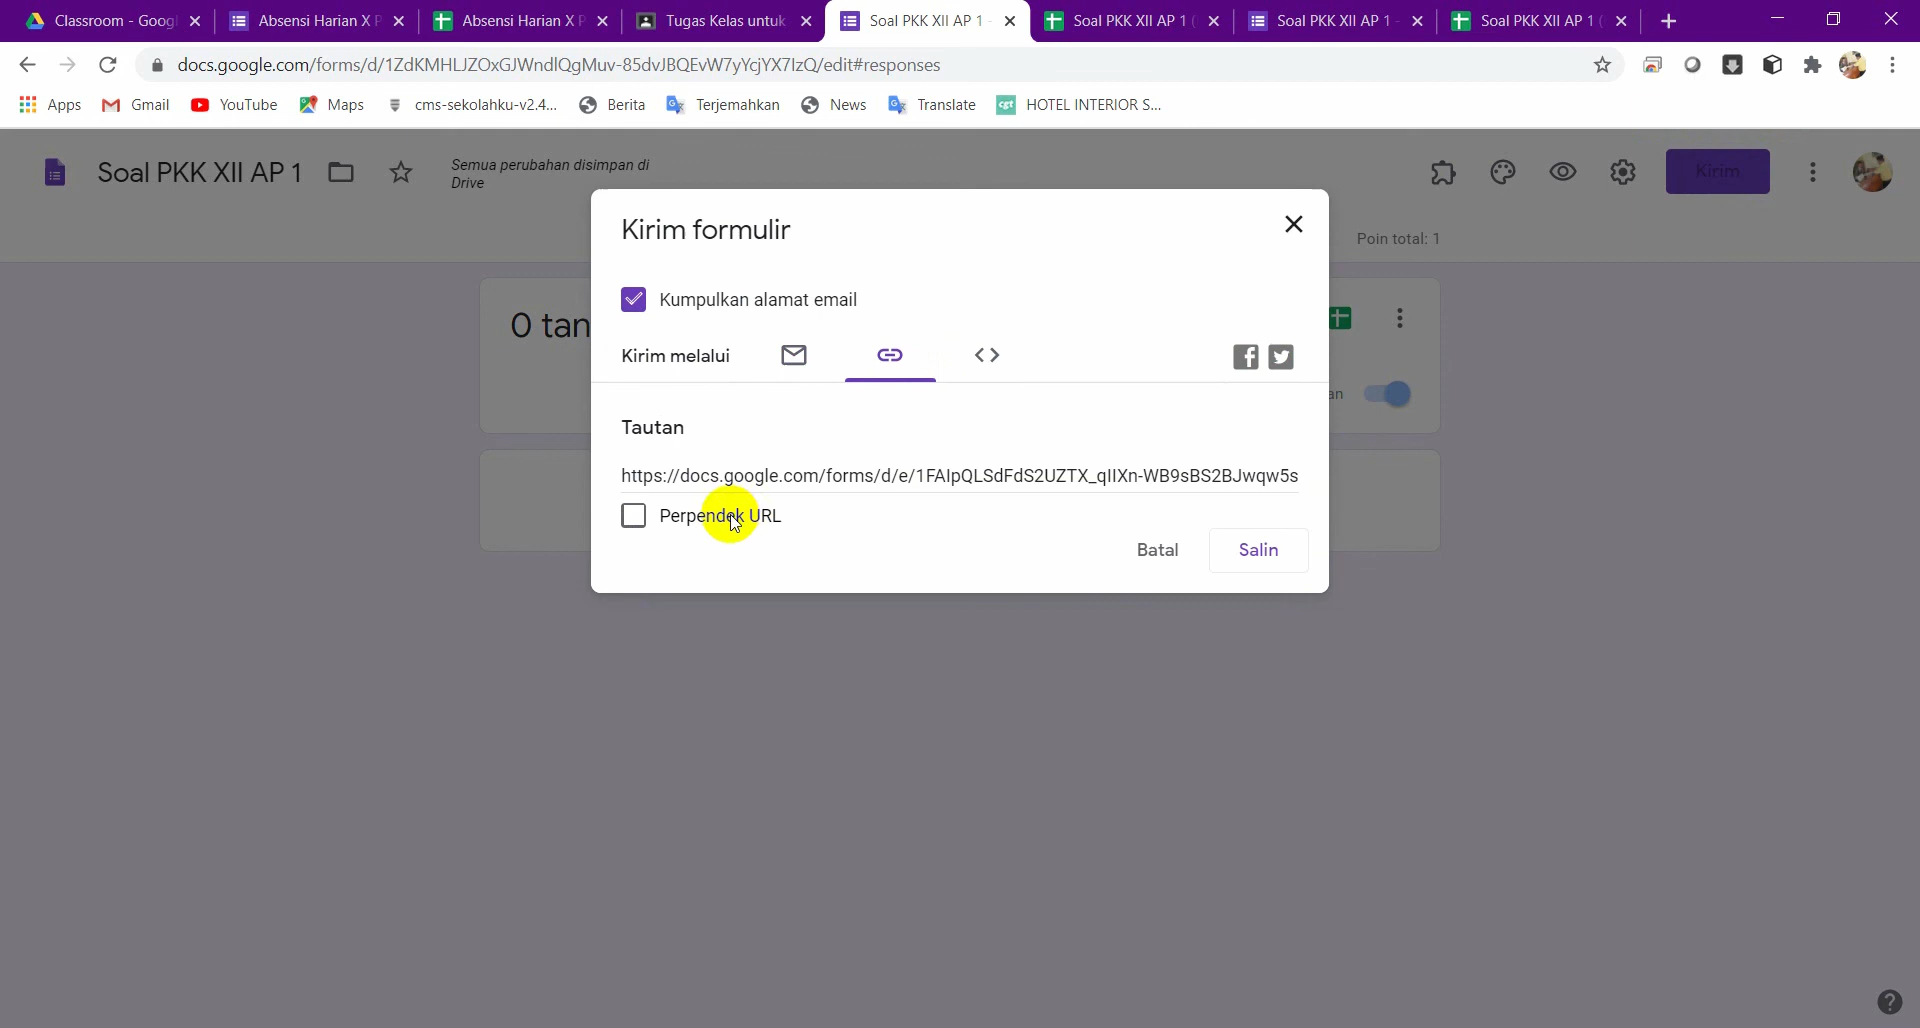 Classroom - Googl
Absensi Harian X P
Absensi Harian X P
Tugas Kelas untuk
Soal PKK XII AP 1 -
Soal PKK XII AP 1 (
Soal PKK XII AP 1 -
Soal PKK XII AP 1 (
docs.google.com/forms/d/1ZdKMHLJZOxGJWndlQgMuv-85dvJBQEvW7yYcjYX7IzQ/edit#responses
Apps
Gmail
YouTube
Maps
cms-sekolahku-v2.4...
Berita
Terjemahkan
News
Translate
cgt
HOTEL INTERIOR S...
Soal PKK XII AP 1
Semua perubahan disimpan di
Drive
Kirim
Poin total: 1
0 tan
an
Kirim formulir
Kumpulkan alamat email
Kirim melalui
Tautan
https://docs.google.com/forms/d/e/1FAIpQLSdFdS2UZTX_qIIXn-WB9sBS2BJwqw5s
Perpendek URL
Batal
Salin